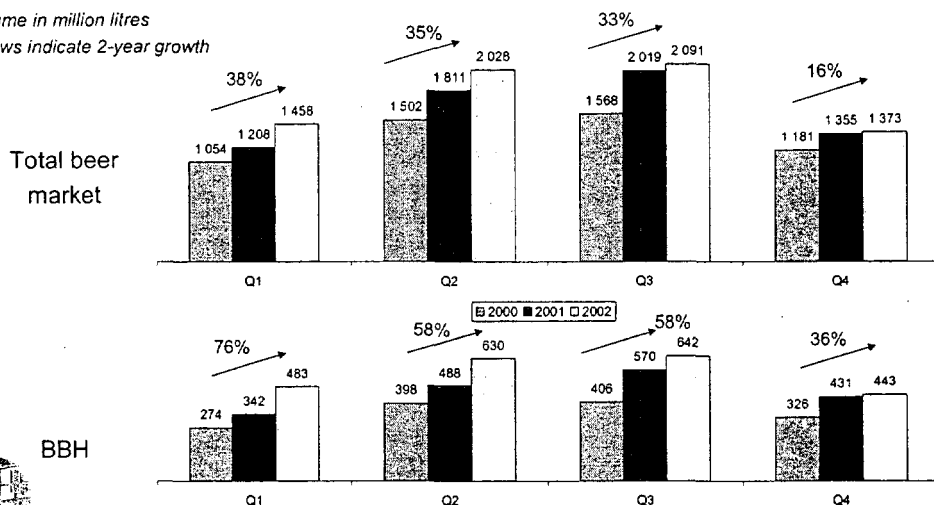 ume in million litres
ws indicate 2-year growth
38%
35%
33%
16%
1 054
1 208
1 458
1 502
1 811
2 028
1 568
2 019
2 091
1 181
1 355
1 373
Total beer
market
Q1
Q2
Q3
Q4
2000 2001 2002
76%
58%
58%
36%
274
342
483
398
488
630
406
570
642
326
431
443
BBH
Q1
Q2
Q3
Q4